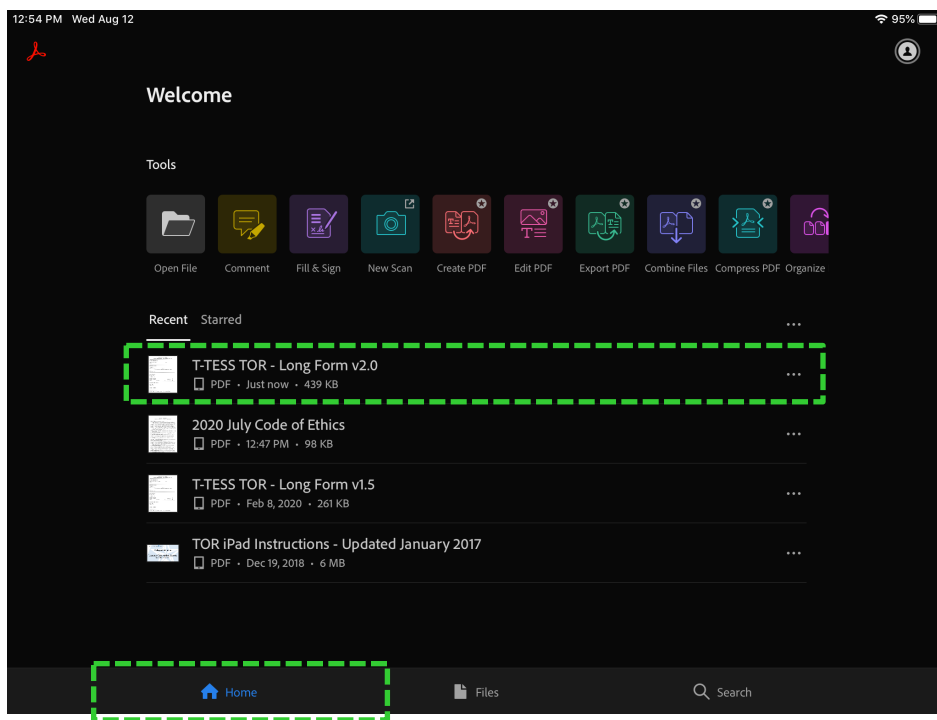 12:54 PM Wed Aug 12 95%
Welcome
Tools
Open File Comment Fill & Sign New Scan Create PDF Edit PDF Export PDF Combine Files Compress PDF Organize
Recent Starred
T-TESS TOR - Long Form v2.0
PDF • Just now • 439 KB
2020 July Code of Ethics
PDF • 12:47 PM • 98 KB
T-TESS TOR - Long Form v1.5
PDF • Feb 8, 2020 • 261 KB
TOR iPad Instructions - Updated January 2017
PDF • Dec 19, 2018 • 6 MB
Home Files Search